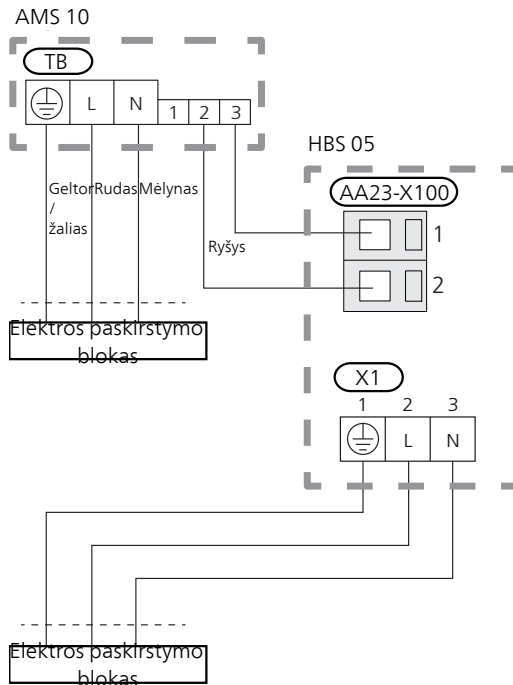 AMS 10
TB
L N 1 2 3
Geltor Rudas Mėlynas
/
žalias
Ryšys
Elektros paskirstymo
blokas
HBS 05
AA23-X100
1
2
X1
1 2 3
L N
Elektros paskirstymo
blokas